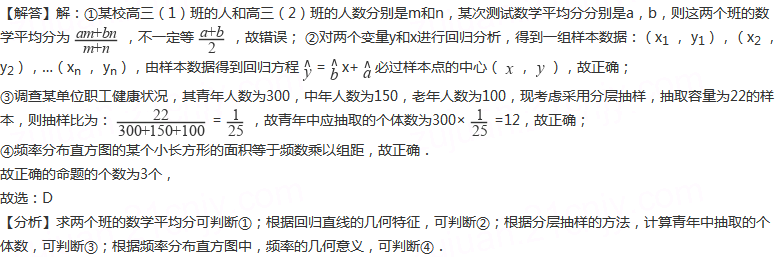 【解答】解：①某校高三（1）班的人和高三（2）班的人数分别是m和n，某次测试数学平均分分别是a，b，则这两个班的数
学平均分为 \frac{am+bn}{m+n} ，不一定等 \frac{a+b}{2} ，故错误； ②对两个变量y和x进行回归分析，得到一组样本数据：（x₁ ，y₁），（x₂ ，
y₂），…（xₙ ，yₙ），由样本数据得到回归方程 \hat{y} = \hat{b} x+ \hat{a} 必过样本点的中心（ x ，y ），故正确；
③调查某单位职工健康状况，其青年人数为300，中年人数为150，老年人数为100，现考虑采用分层抽样，抽取容量为22的样
本，则抽样比为： \frac{22}{300+150+100} = \frac{1}{25} ，故青年中应抽取的个体数为300× \frac{1}{25} =12，故正确；
④频率分布直方图的某个小长方形的面积等于频数乘以组距，故正确．
故正确的命题的个数为3个，
故选：D
【分析】求两个班的数学平均分可判断①；根据回归直线的几何特征，可判断②；根据分层抽样的方法，计算青年中抽取的个
体数，可判断③；根据频率分布直方图中，频率的几何意义，可判断④．